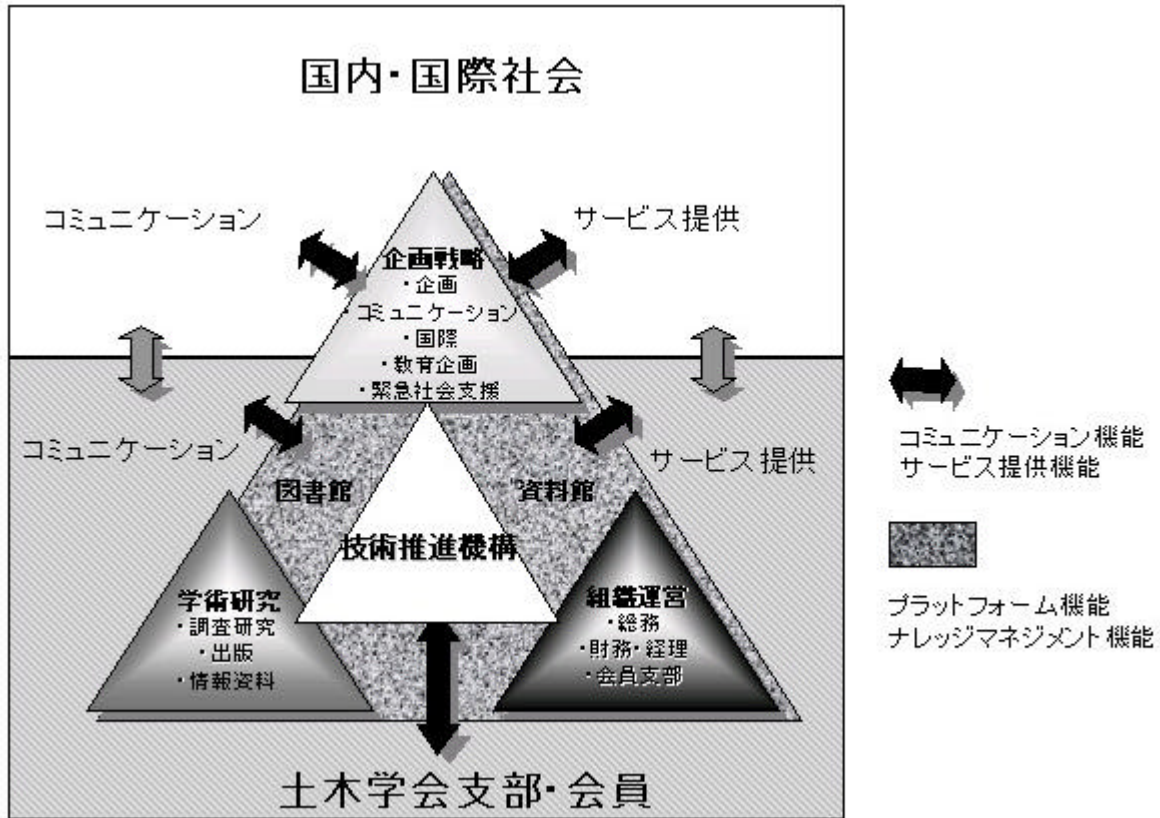 国内・国際社会
コミュニケーション
サービス提供
企画戦略
・企画
・コミュニケーション
・国際
・教育企画
・緊急社会支援
コミュニケーション
サービス提供
図書館
資料館
技術推進機構
学術研究
・調査研究
・出版
・情報資料
組織運営
・総務
・財務・経理
・会員支部
土木学会支部・会員
コミュニケーション機能
サービス提供機能
プラットフォーム機能
ナレッジマネジメント機能